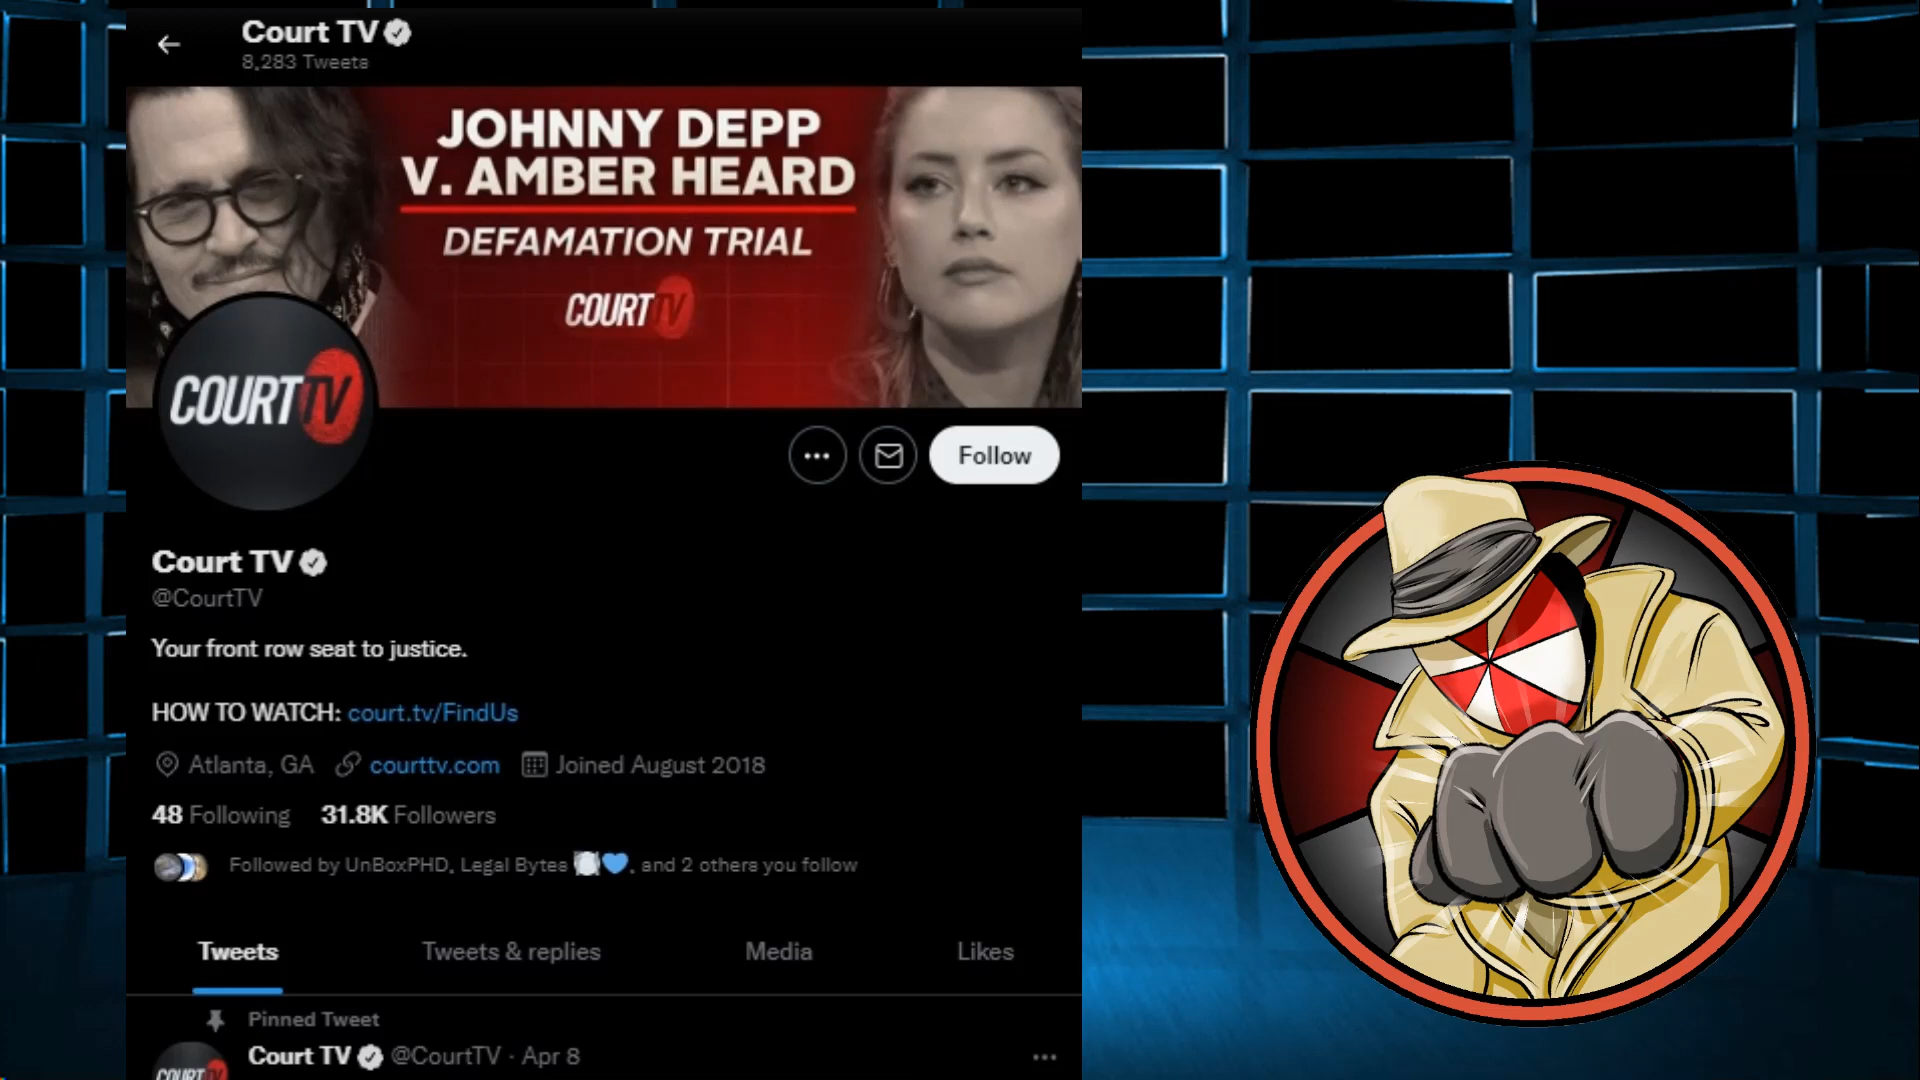 Court TV
8,283 Tweets
JOHNNY DEPP
V. AMBER HEARD
DEFAMATION TRIAL
COURT TV
COURT TV
Follow
Court TV
@CourtTV
Your front row seat to justice.
HOW TO WATCH: court.tv/FindUs
Atlanta, GA courttv.com Joined August 2018
48 Following 31.8K Followers
Followed by UnBoxPHD, Legal Bytes 🍽️💙, and 2 others you follow
Tweets Tweets & replies Media Likes
Pinned Tweet
Court TV @CourtTV · Apr 8
COURT TV